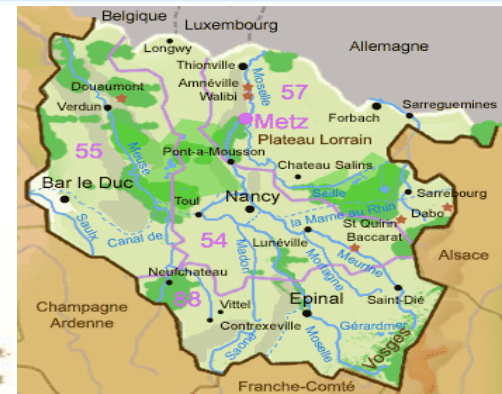 Belgique
Luxembourg
Allemagne
Longwy
Thionville
Amnéville
Walibi
Moselle
57
Douaumont
Verdun
Metz
Forbach
Sarreguemines
Plateau Lorrain
55
Meuse
Pont-a-Mousson
Chateau Salins
Bar le Duc
Nancy
Seille
Sarrebourg
Toul
la Marne au Rhin
Dabo
St Quirin
Saulx
Canal de
54
Lunéville
Baccarat
Alsace
Madon
Mortagne
Meurthe
Neufchateau
88
Vittel
Epinal
Saint-Dié
Champagne
Ardenne
Contrexeville
Gérardmer
Saone
Moselle
Vosges
Franche-Comté